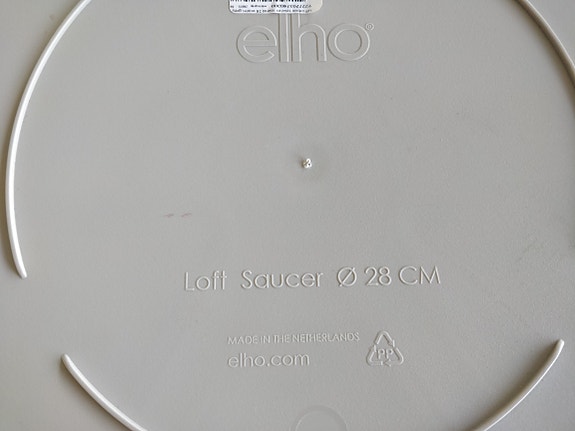 elho®
Loft Saucer Ø 28 CM
MADE IN THE NETHERLANDS
elho.com
PP